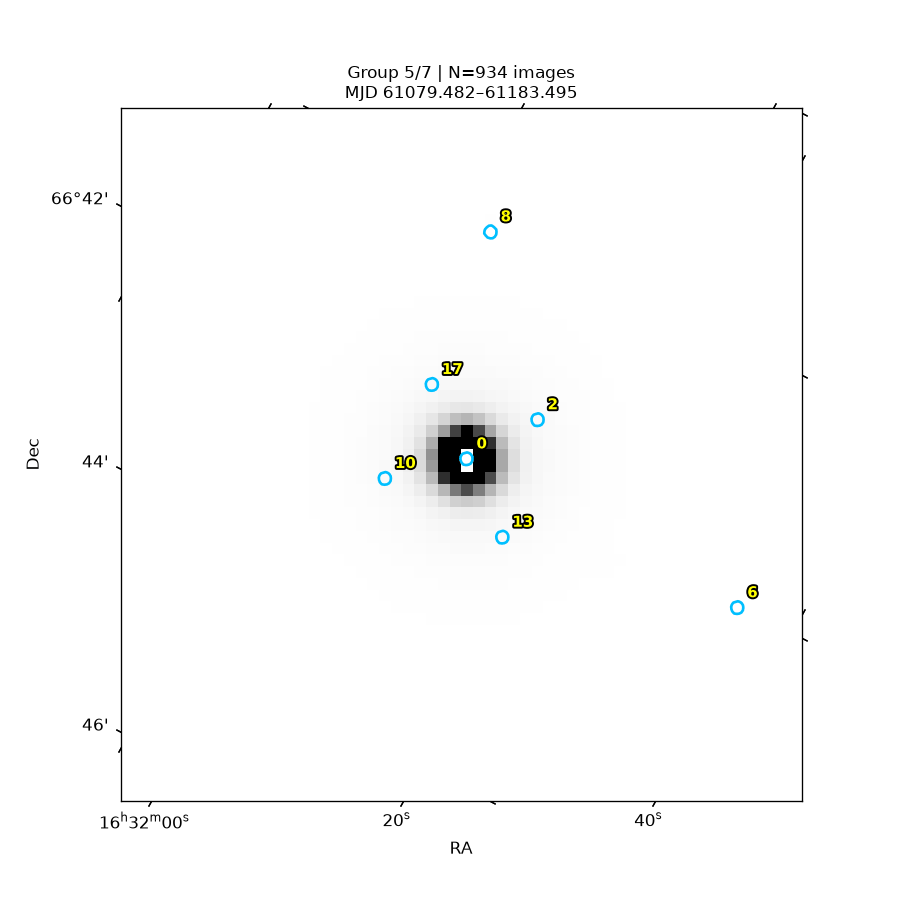 Group 5/7 | N=934 images
MJD 61079.482–61183.495
66°42'
8
17
2
0
44'
10
13
6
46'
Dec
16ʰ32ᵐ00ˢ
20ˢ
40ˢ
RA